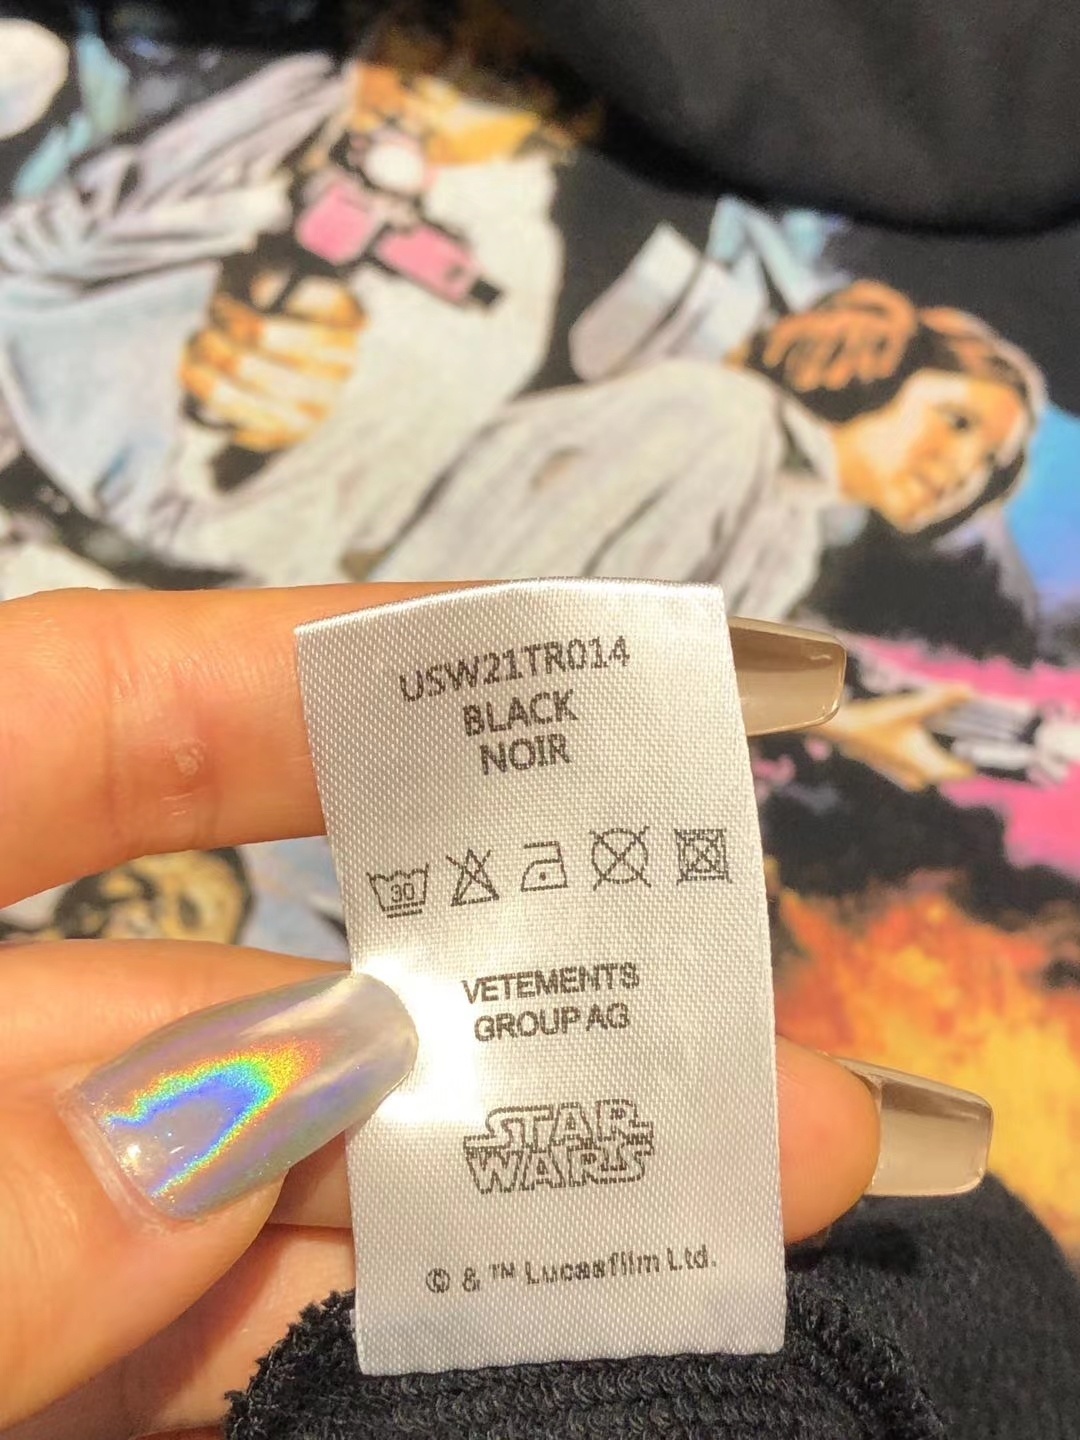 USW21TR014
BLACK
NOIR
30
VETEMENTS
GROUP AG
STAR
WARS
© & ™ Lucasfilm Ltd.